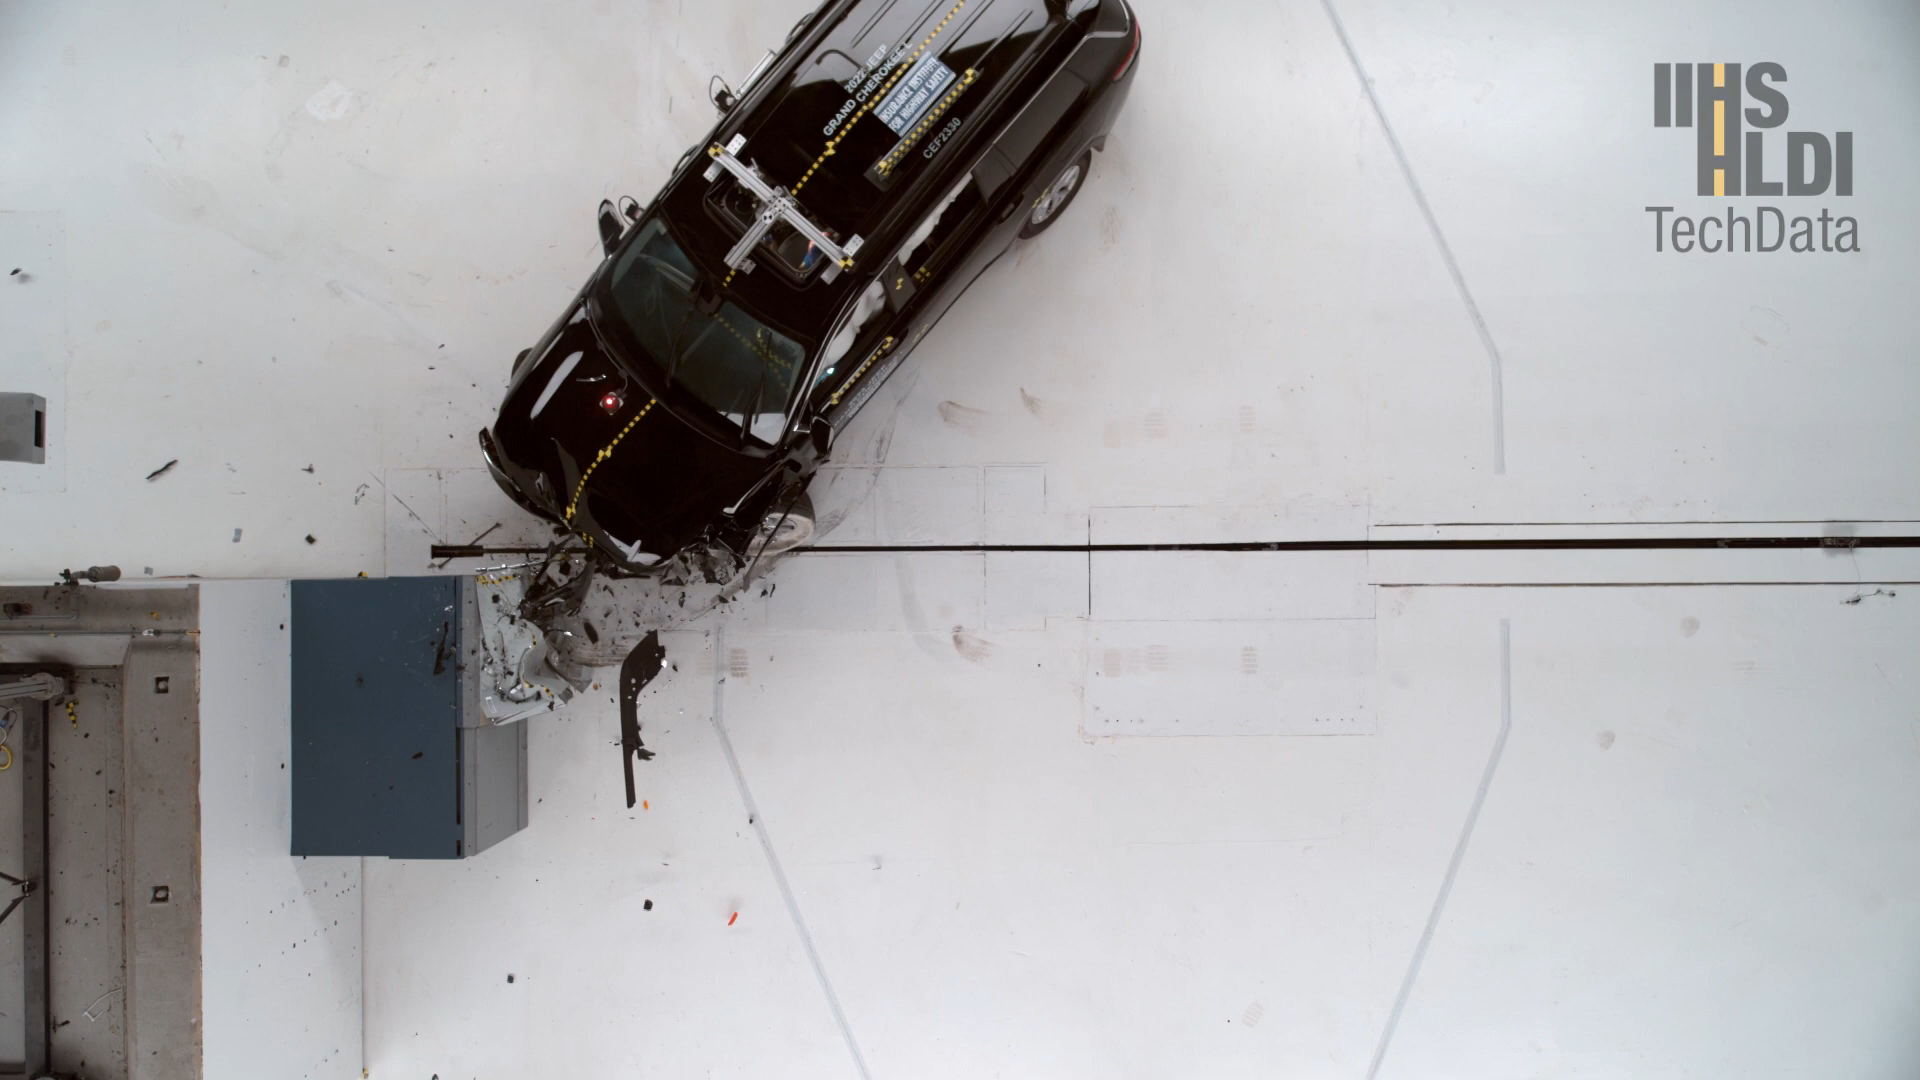 IIHS
HLDI
TechData
2022 JEEP
GRAND CHEROKEE L
INSURANCE INSTITUTE
FOR HIGHWAY SAFETY
CEF2330